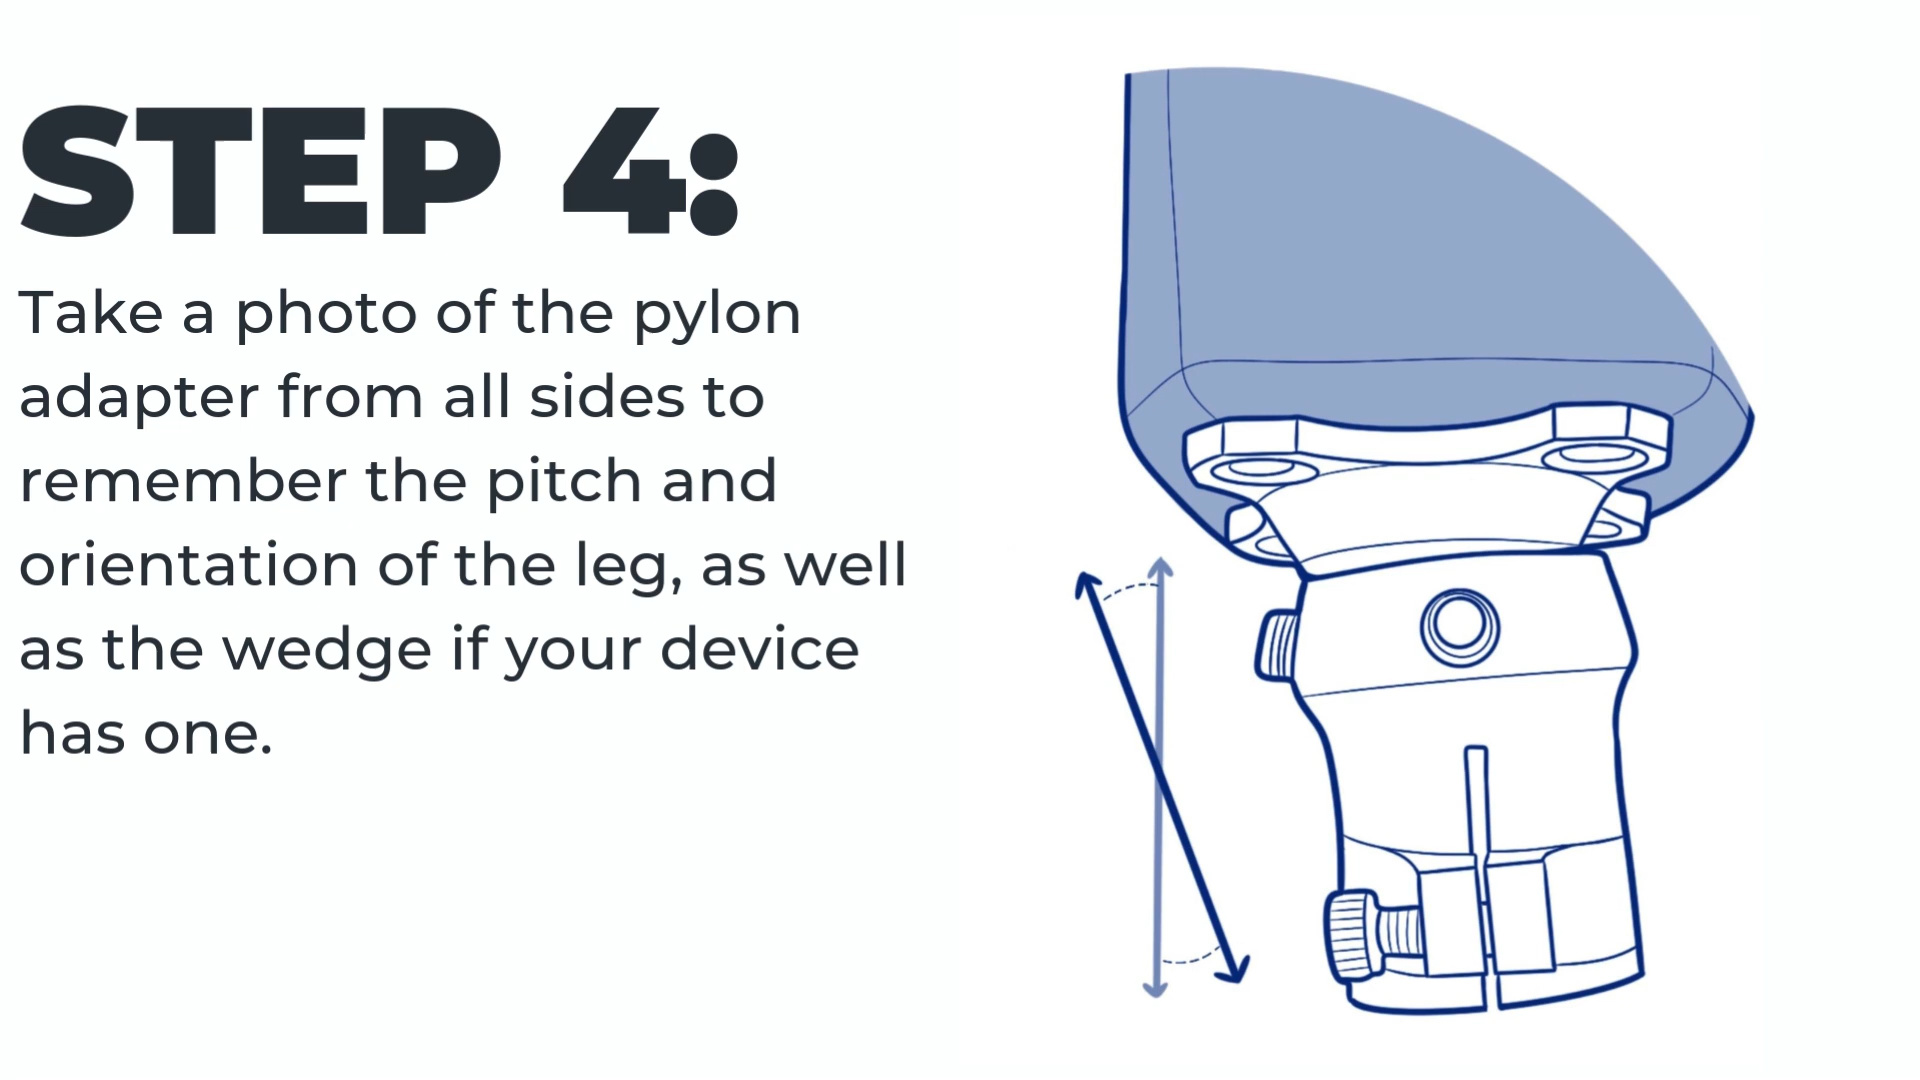 STEP 4:
Take a photo of the pylon
adapter from all sides to
remember the pitch and
orientation of the leg, as well
as the wedge if your device
has one.